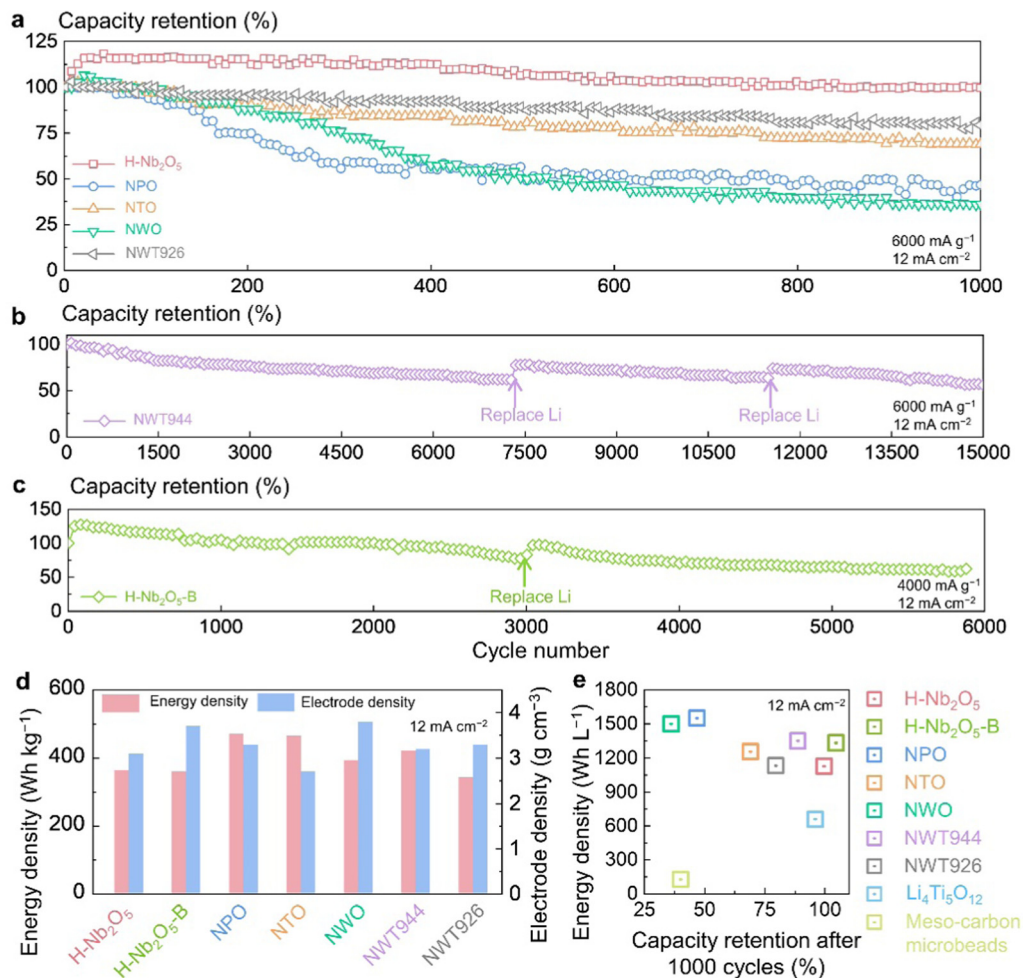 a Capacity retention (%)
125
100
75
50
25
0
H-Nb₂O₅
NPO
NTO
NWO
NWT926
6000 mA g⁻¹
12 mA cm⁻²
0 200 400 600 800 1000
b Capacity retention (%)
100
50
0
NWT944
Replace Li
Replace Li
6000 mA g⁻¹
12 mA cm⁻²
0 1500 3000 4500 6000 7500 9000 10500 12000 13500 15000
c Capacity retention (%)
150
100
50
0
H-Nb₂O₅-B
Replace Li
4000 mA g⁻¹
12 mA cm⁻²
0 1000 2000 3000 4000 5000 6000
Cycle number
d
Energy density (Wh kg⁻¹)
600
400
200
0
Energy density
Electrode density
12 mA cm⁻²
4
3
2
1
0
Electrode density (g cm⁻³)
H-Nb₂O₅
H-Nb₂O₅-B
NPO
NTO
NWO
NWT944
NWT926
e
Energy density (Wh L⁻¹)
1800
1500
1200
900
600
300
0
12 mA cm⁻²
25 50 75 100
Capacity retention after
1000 cycles (%)
H-Nb₂O₅
H-Nb₂O₅-B
NPO
NTO
NWO
NWT944
NWT926
Li₄Ti₅O₁₂
Meso-carbon
microbeads